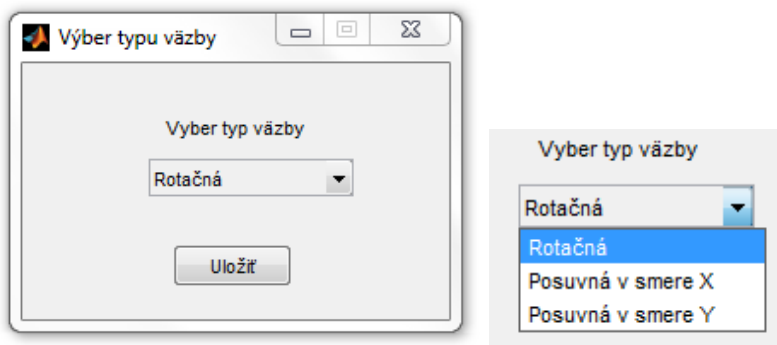 Výber typu väzby
Vyber typ väzby
Rotačná
Uložiť
Vyber typ väzby
Rotačná
Rotačná
Posuvná v smere X
Posuvná v smere Y